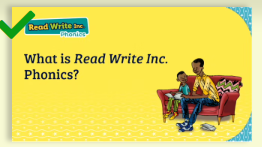 Read Write Inc.
Phonics
What is Read Write Inc.
Phonics?